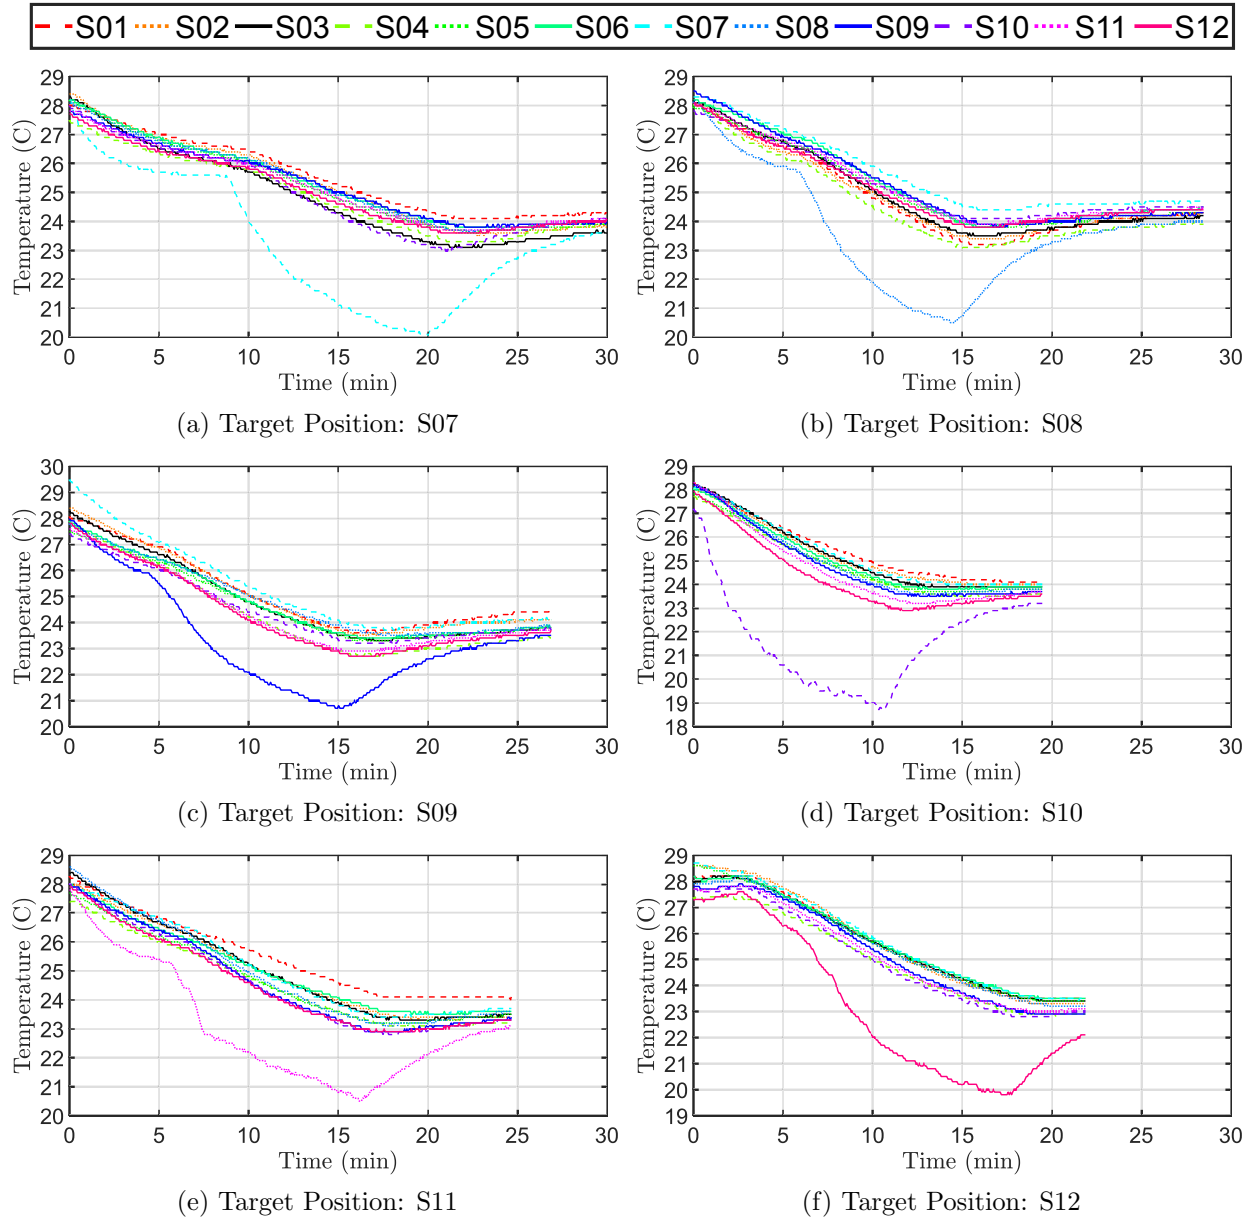 S01 S02 S03 S04 S05 S06 S07 S08 S09 S10 S11 S12
29
28
27
26
25
24
23
22
21
20
Temperature (C)
0 5 10 15 20 25 30
Time (min)
(a) Target Position: S07
29
28
27
26
25
24
23
22
21
20
Temperature (C)
0 5 10 15 20 25 30
Time (min)
(b) Target Position: S08
30
29
28
27
26
25
24
23
22
21
20
Temperature (C)
0 5 10 15 20 25 30
Time (min)
(c) Target Position: S09
29
28
27
26
25
24
23
22
21
20
19
18
Temperature (C)
0 5 10 15 20 25 30
Time (min)
(d) Target Position: S10
29
28
27
26
25
24
23
22
21
20
Temperature (C)
0 5 10 15 20 25 30
Time (min)
(e) Target Position: S11
29
28
27
26
25
24
23
22
21
20
19
Temperature (C)
0 5 10 15 20 25 30
Time (min)
(f) Target Position: S12